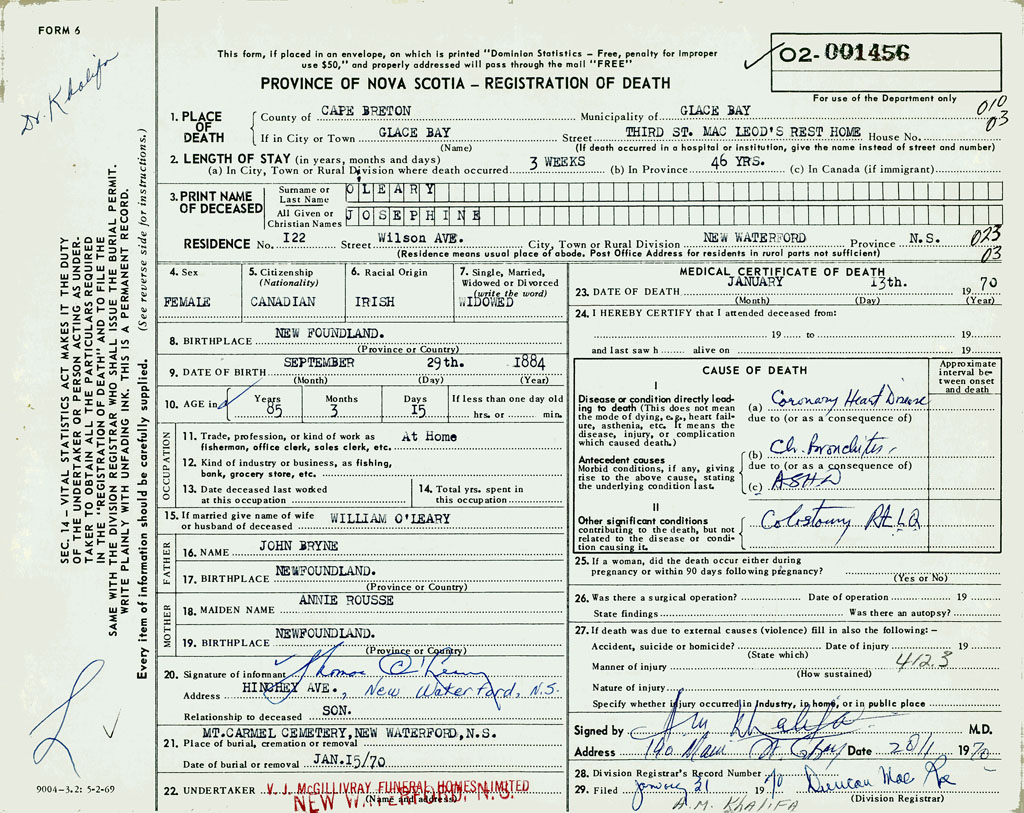 FORM 6
Dr. Khalifa
This form, if placed in an envelope, on which is printed "Dominion Statistics – Free, penalty for improper
use $50," and properly addressed will pass through the mail "FREE"
PROVINCE OF NOVA SCOTIA – REGISTRATION OF DEATH
02-001456
For use of the Department only
010
03
1. PLACE OF DEATH
County of CAPE BRETON Municipality of GLACE BAY
If in City or Town GLACE BAY Street THIRD ST. MAC LEOD'S REST HOME House No.
(Name) (If death occurred in a hospital or institution, give the name instead of street and number)
2. LENGTH OF STAY (in years, months and days)
(a) In City, Town or Rural Division where death occurred 3 WEEKS (b) In Province 46 YRS. (c) In Canada (if immigrant)
3. PRINT NAME OF DECEASED
Surname or Last Name O'LEARY
All Given or Christian Names JOSEPHINE
RESIDENCE No. I22 Street Wilson AVE. City, Town or Rural Division NEW WATERFORD Province N.S.
(Residence means usual place of abode. Post Office Address for residents in rural parts not sufficient)
023
03
4. Sex
FEMALE
5. Citizenship
(Nationality)
CANADIAN
6. Racial Origin
IRISH
7. Single, Married,
Widowed or Divorced
(write the word)
WIDOWED
8. BIRTHPLACE NEW FOUNDLAND.
(Province or Country)
9. DATE OF BIRTH SEPTEMBER 29th. 1884
(Month) (Day) (Year)
10. AGE in
Years Months Days If less than one day old
85 3 I5 hrs. or min.
OCCUPATION
11. Trade, profession, or kind of work as At Home
fisherman, office clerk, sales clerk, etc.
12. Kind of industry or business, as fishing,
bank, grocery store, etc.
13. Date deceased last worked
at this occupation
14. Total yrs. spent in
this occupation
15. If married give name of wife
or husband of deceased WILLIAM O'LEARY
FATHER
16. NAME JOHN BRYNE
17. BIRTHPLACE NEWFOUNDLAND.
(Province or Country)
MOTHER
18. MAIDEN NAME ANNIE ROUSSE
19. BIRTHPLACE NEWFOUNDLAND.
(Province or Country)
20. Signature of informant Thomas O'Leary
Address HINCHEY AVE., New Waterford, N.S.
Relationship to deceased SON.
MT.CARMEL CEMETERY,NEW WATERFORD,N.S.
21. Place of burial, cremation or removal
Date of burial or removal JAN.I5/70
22. UNDERTAKER V. J. McGILLIVRAY FUNERAL HOMES LIMITED
NEW WATERFORD, N.S.
(Name and address)
MEDICAL CERTIFICATE OF DEATH
23. DATE OF DEATH JANUARY 13th. 19 70
(Month) (Day) (Year)
24. I HEREBY CERTIFY that I attended deceased from:
19 to 19
and last saw h alive on 19
CAUSE OF DEATH
Approximate
interval be-
tween onset
and death
I
Disease or condition directly lead-
ing to death (This does not mean
the mode of dying, e.g., heart fail-
ure, asthenia, etc. It means the
disease, injury, or complication
which caused death.)
(a) Coronary Heart Disease
due to (or as a consequence of)
Antecedent causes
Morbid conditions, if any, giving
rise to the above cause, stating
the underlying condition last.
(b) Ch. Bronchitis
due to (or as a consequence of)
(c) ASHD
II
Other significant conditions
contributing to the death, but not
related to the disease or condi-
tion causing it.
Colostomy Rt LQ
25. If a woman, did the death occur either during
pregnancy or within 90 days following pregnancy?
(Yes or No)
26. Was there a surgical operation? Date of operation 19
State findings Was there an autopsy?
27. If death was due to external causes (violence) fill in also the following: –
Accident, suicide or homicide? Date of injury 19
(State which)
412.3
Manner of injury
(How sustained)
Nature of injury
Specify whether injury occurred in Industry, in home, or in public place
Signed by Khalifa M.D.
Address 190 Main St. G Bay Date 20/1 1970
28. Division Registrar's Record Number
29. Filed January 21 19 70 Duncan Mac Rae
(Division Registrar)
A.M. KHALIFA
SEC. 14 – VITAL STATISTICS ACT MAKES IT THE DUTY
OF THE UNDERTAKER OR PERSON ACTING AS UNDER-
TAKER TO OBTAIN ALL THE PARTICULARS REQUIRED
IN THE "REGISTRATION OF DEATH" AND TO FILE THE
SAME WITH THE DIVISION REGISTRAR WHO SHALL ISSUE THE BURIAL PERMIT.
WRITE PLAINLY WITH UNFADING INK. THIS IS A PERMANENT RECORD.
Every item of information should be carefully supplied. (See reverse side for instructions.)
9004–3.2: 5-2-69